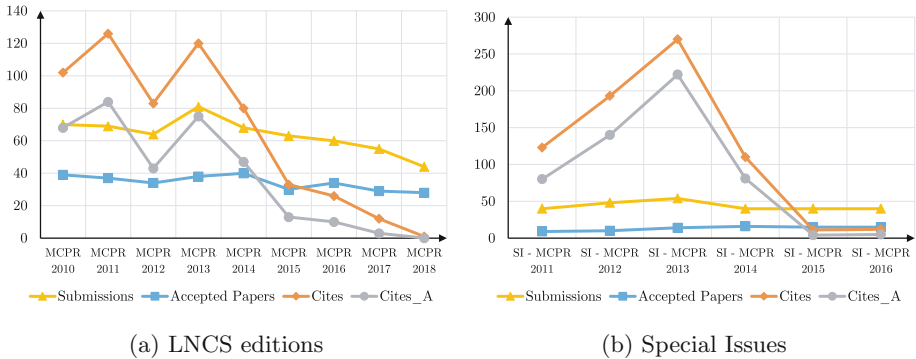 140
120
100
80
60
40
20
0
MCPR MCPR MCPR MCPR MCPR MCPR MCPR MCPR MCPR
2010 2011 2012 2013 2014 2015 2016 2017 2018
Submissions Accepted Papers Cites Cites_A
(a) LNCS editions
300
250
200
150
100
50
0
SI - MCPR SI - MCPR SI - MCPR SI - MCPR SI - MCPR SI - MCPR
2011 2012 2013 2014 2015 2016
Submissions Accepted Papers Cites Cites_A
(b) Special Issues